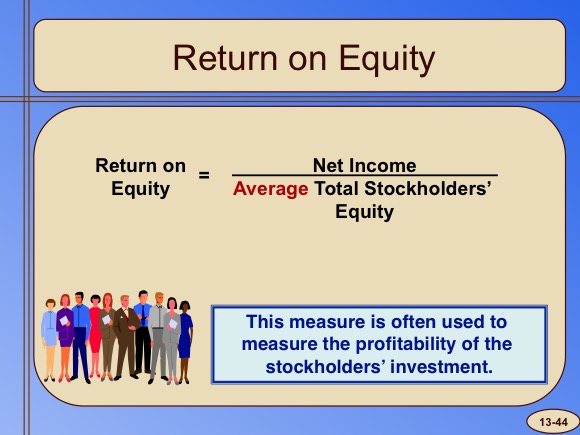 Return on Equity
Return on
Equity
=
Net Income
Average Total Stockholders’
Equity
This measure is often used to
measure the profitability of the
stockholders’ investment.
13-44